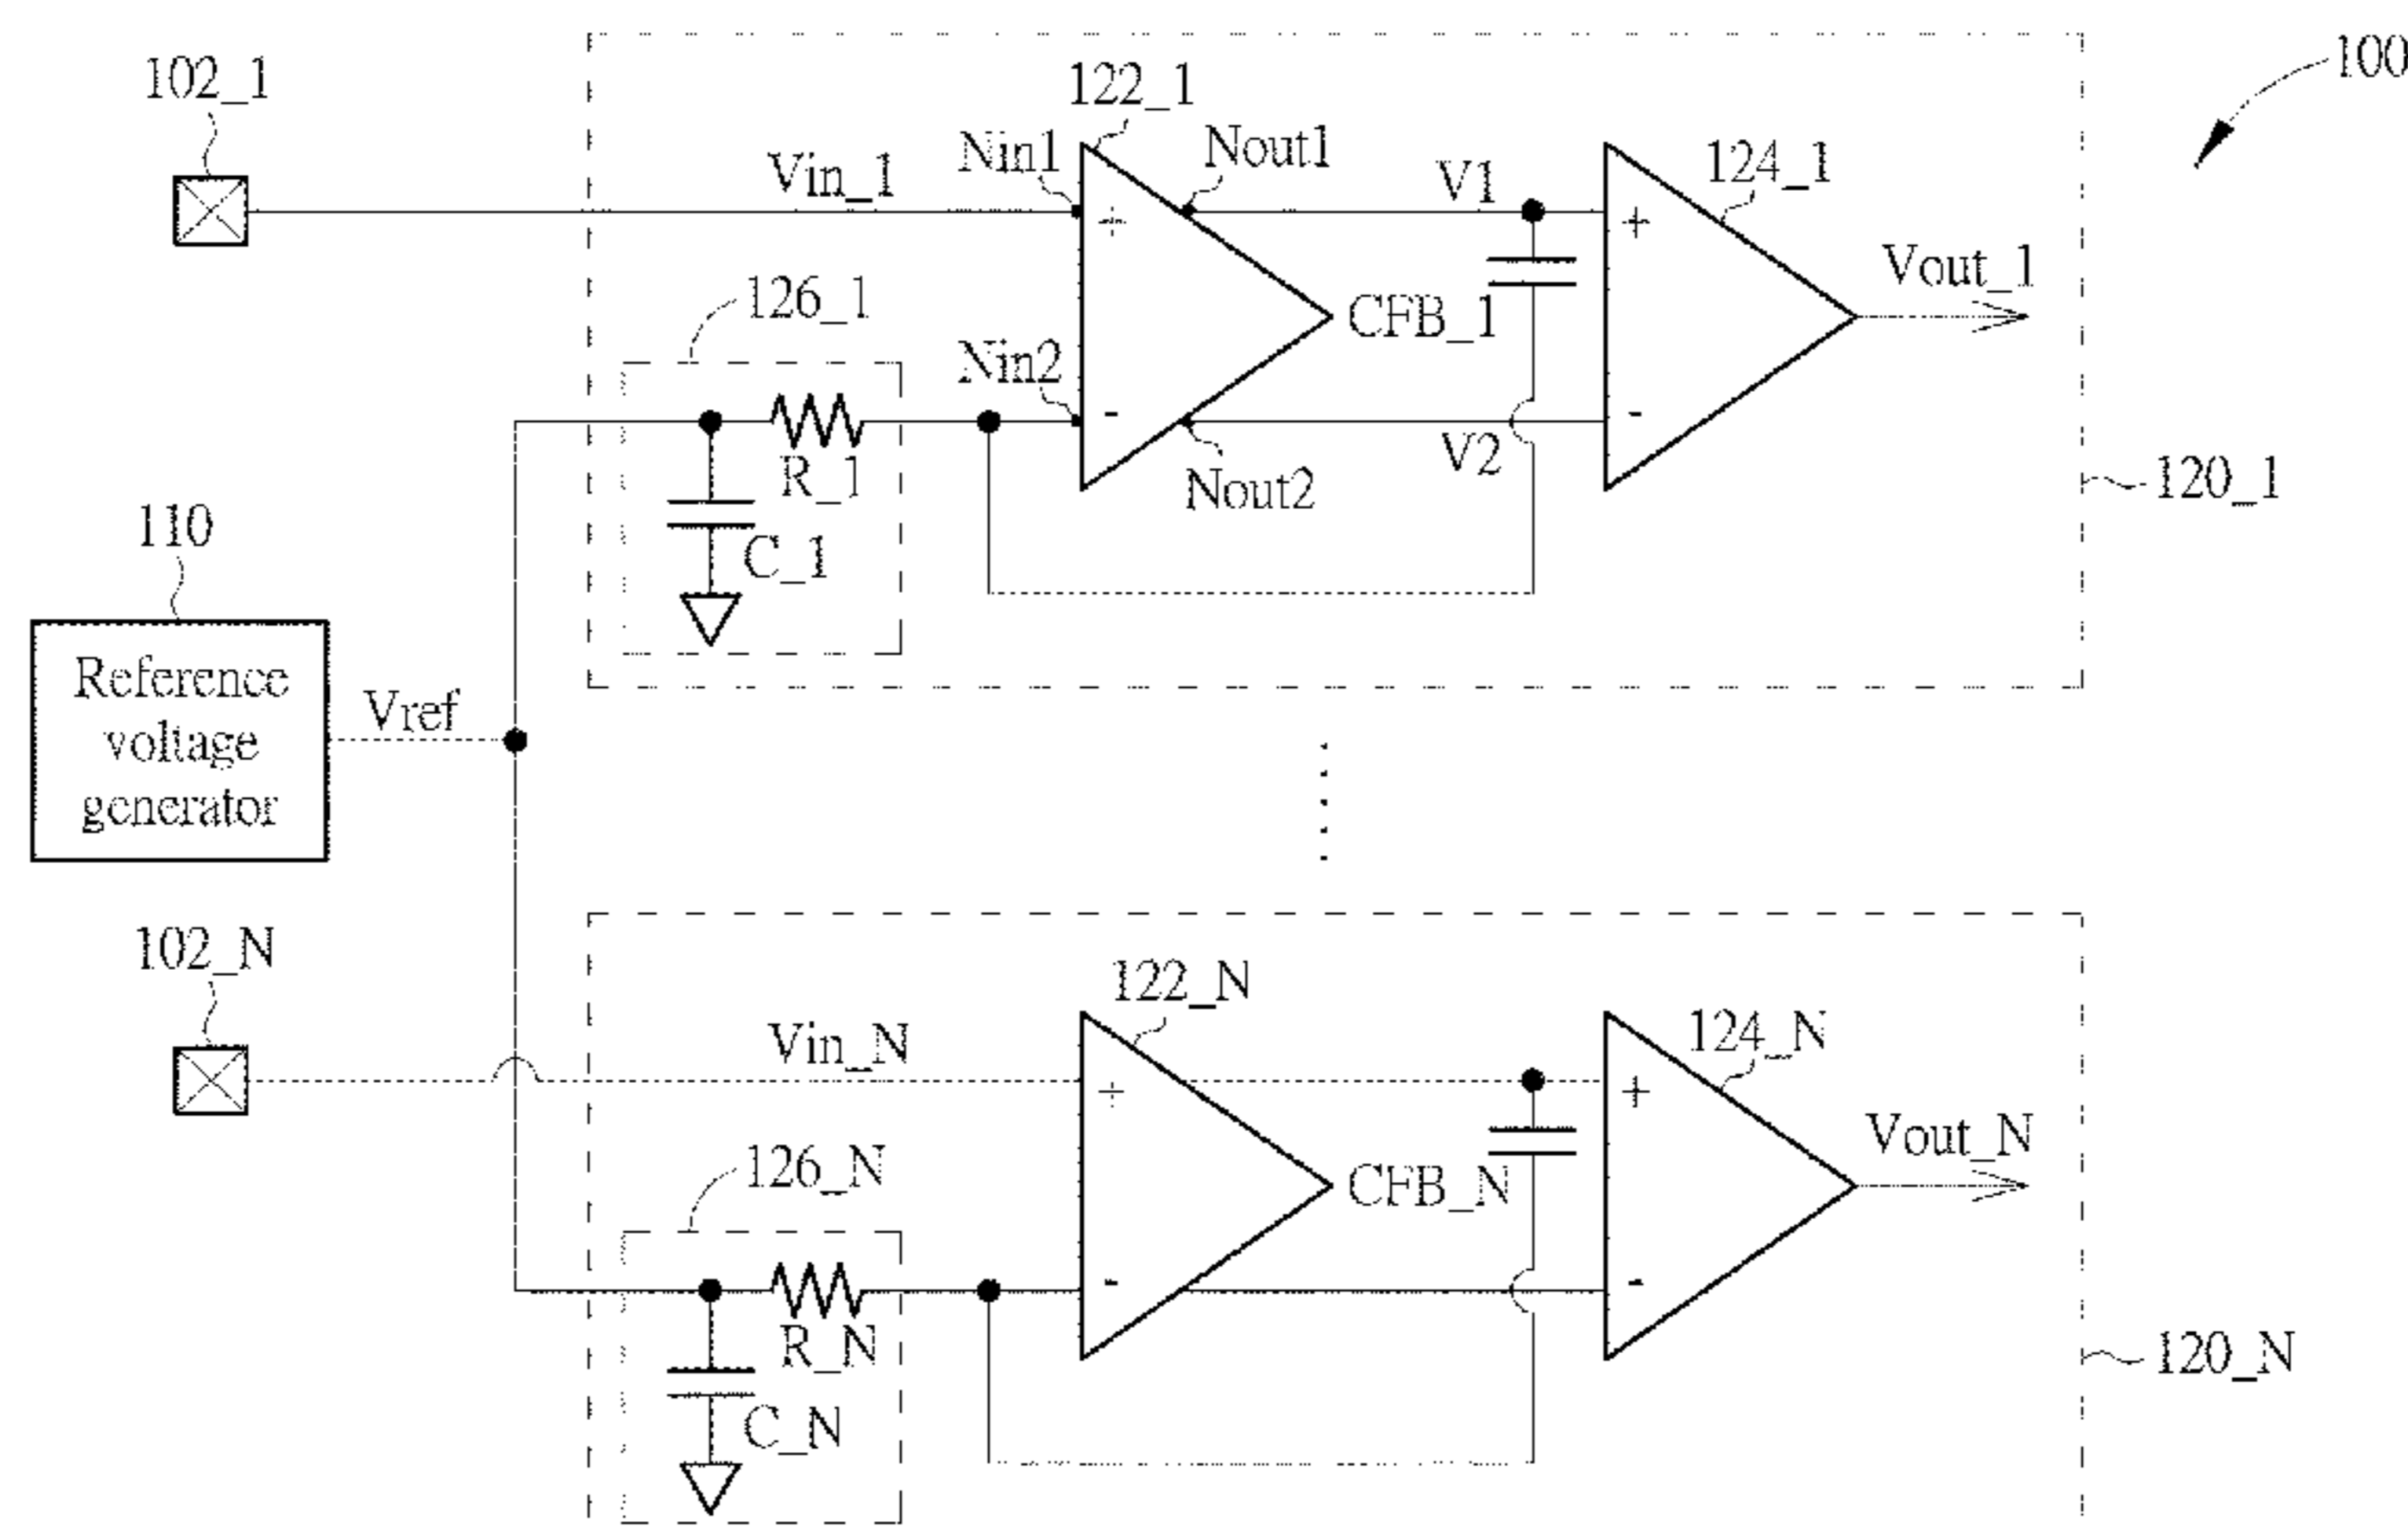 100
102_1
122_1
Nin1
Nout1
Vin_1
V1
124_1
+
+
Vout_1
126_1
CFB_1
Nin2
-
-
R_1
V2
Nout2
120_1
C_1
110
Reference
voltage
generator
Vref
102_N
122_N
124_N
Vin_N
+
+
Vout_N
126_N
CFB_N
-
-
R_N
120_N
C_N